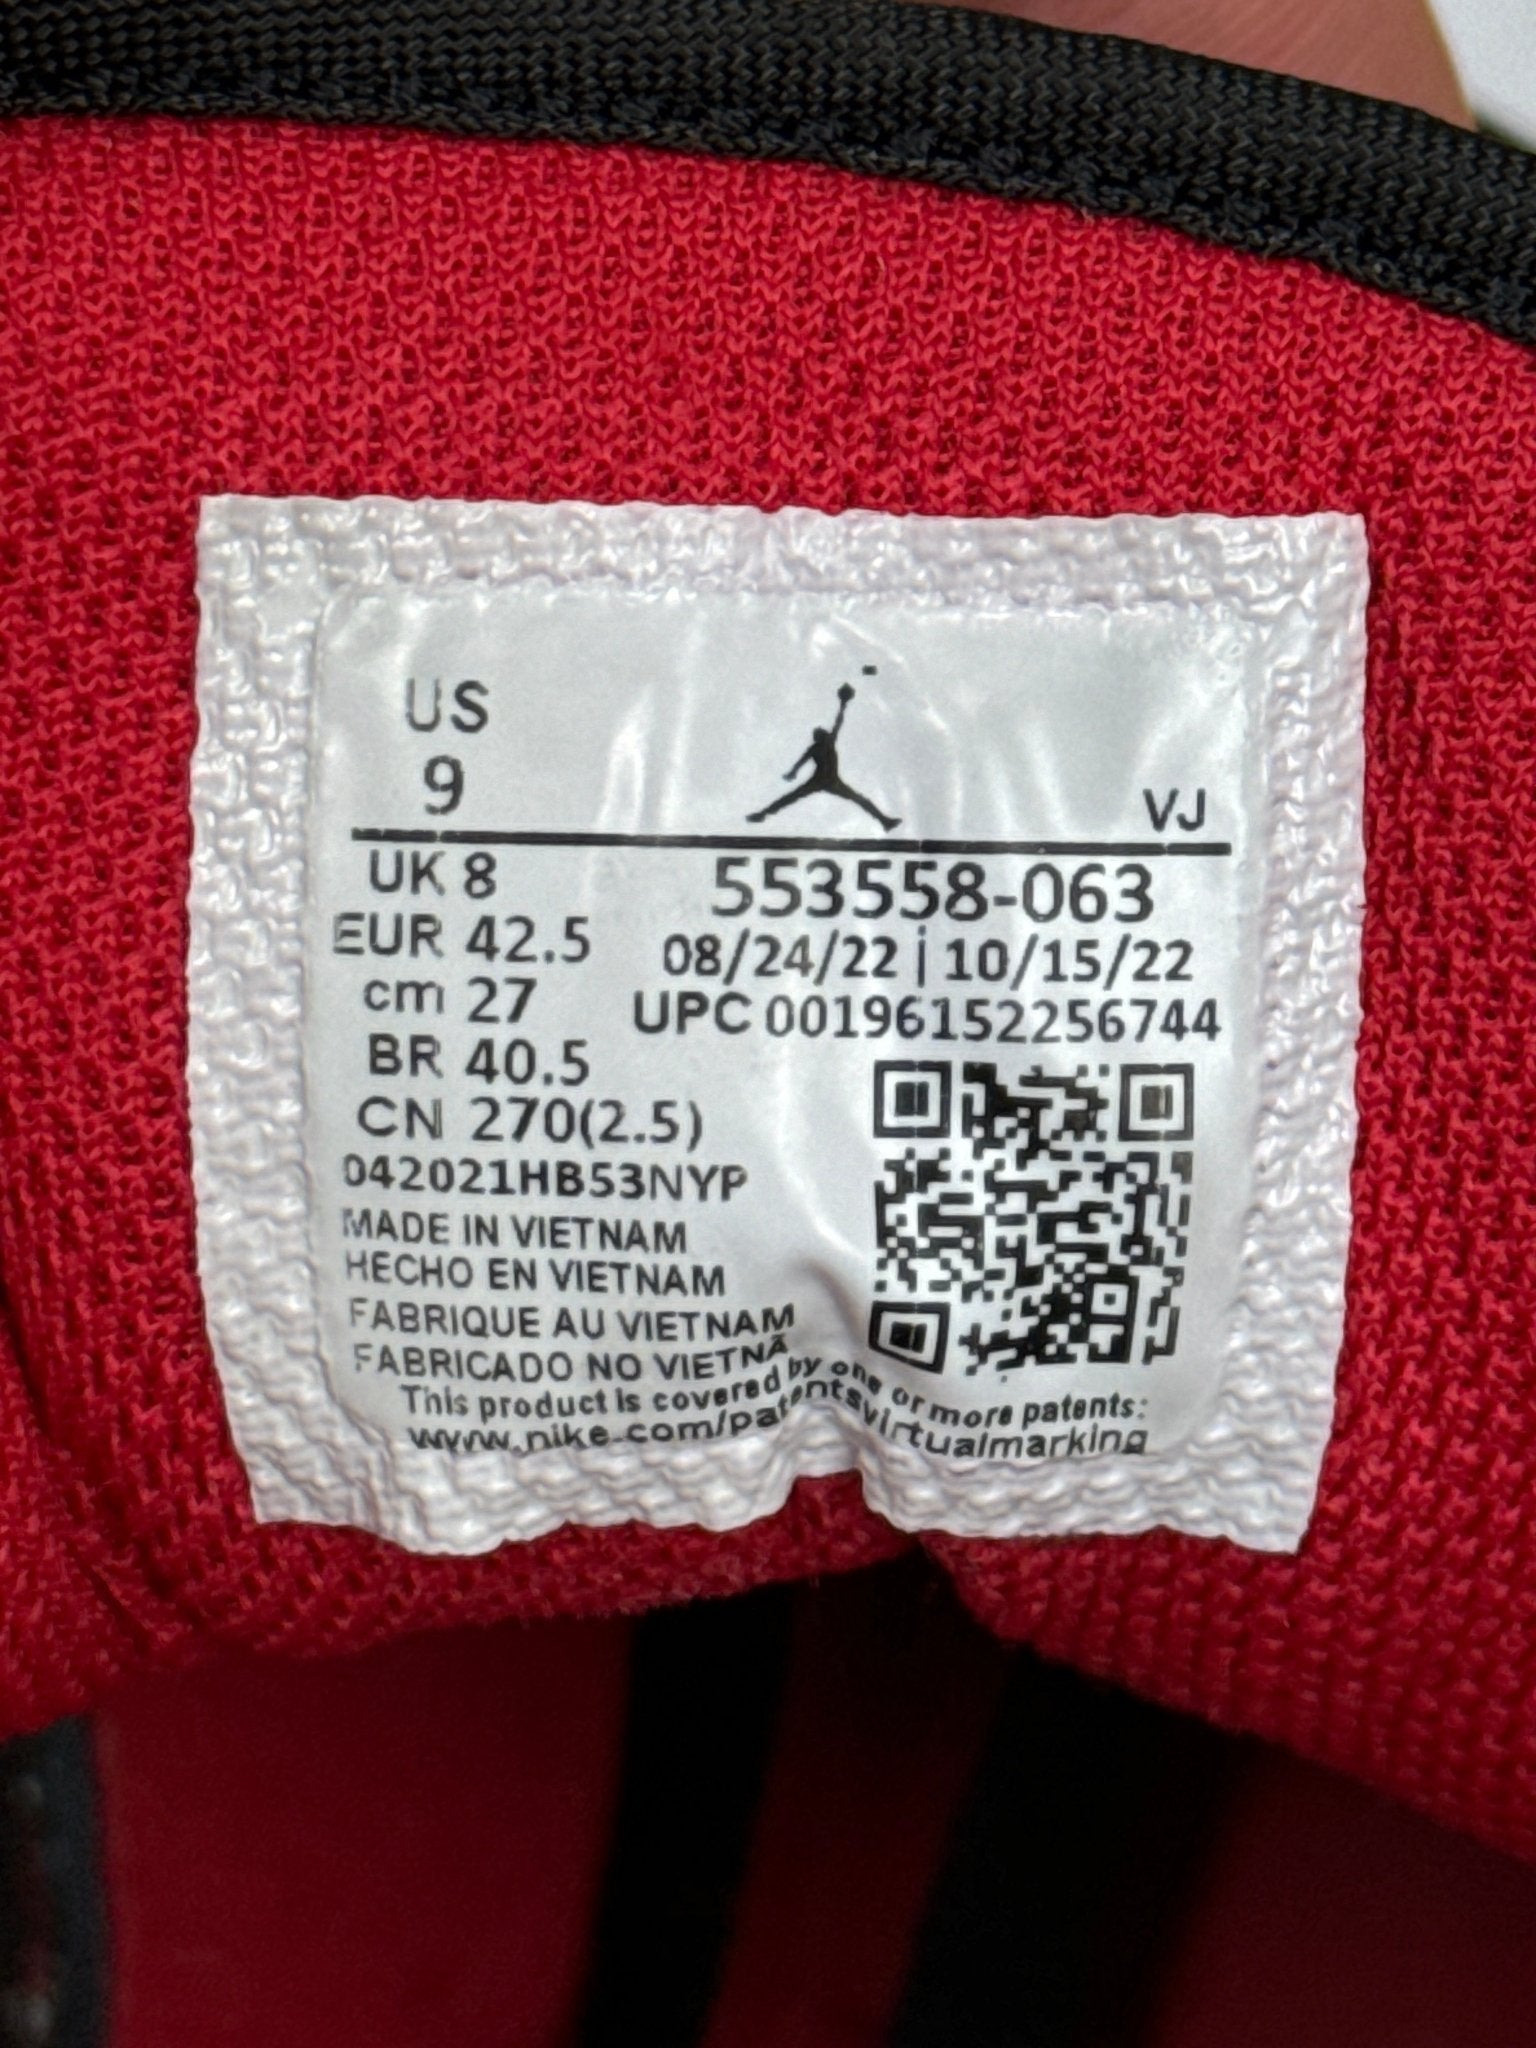 US
9
VJ
UK 8
553558-063
EUR 42.5
08/24/22 | 10/15/22
cm 27
UPC 00196152256744
BR 40.5
CN 270(2.5)
042021HB53NYP
MADE IN VIETNAM
HECHO EN VIETNAM
FABRIQUE AU VIETNAM
FABRICADO NO VIETNÃ
This product is covered by one or more patents:
www.nike.com/patentsvirtualmarking